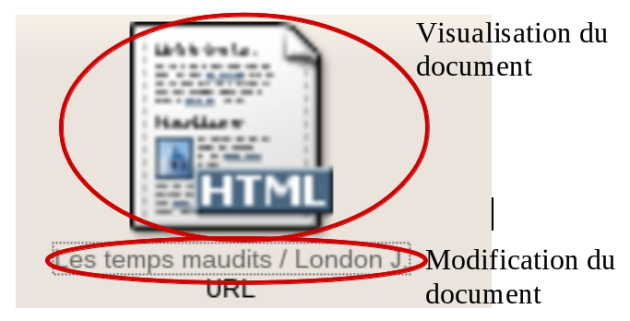 Visualisation du
document
HTML
Les temps maudits / London J.
URL
Modification du
document